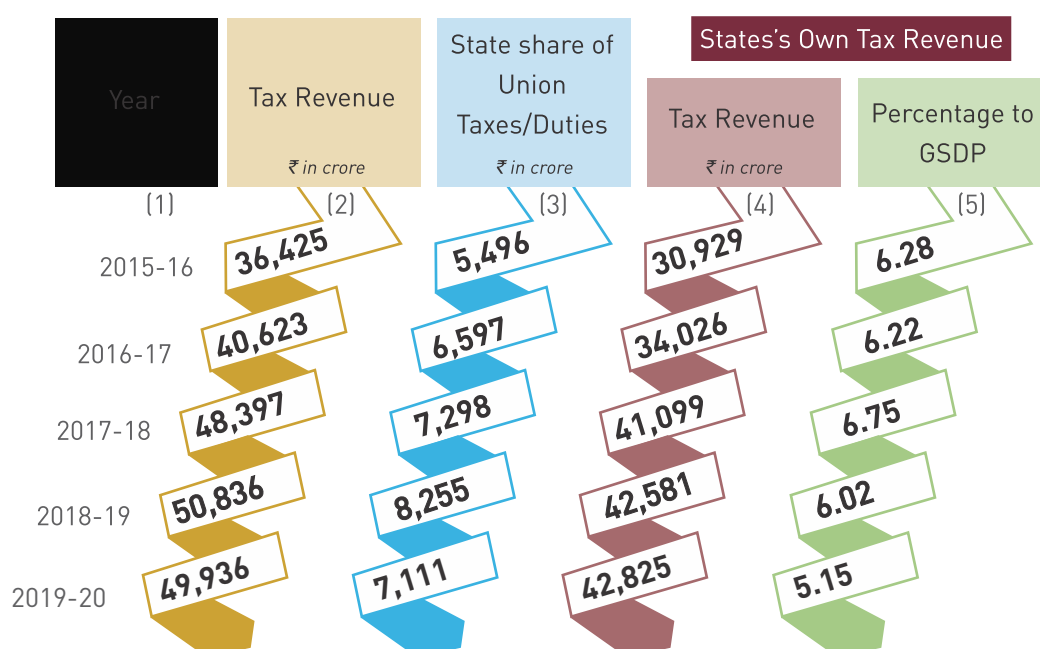 States's Own Tax Revenue
Year
Tax Revenue
₹ in crore
State share of
Union
Taxes/Duties
₹ in crore
Tax Revenue
₹ in crore
Percentage to
GSDP
(1) (2) (3) (4) (5)
2015-16 36,425 5,496 30,929 6.28
2016-17 40,623 6,597 34,026 6.22
2017-18 48,397 7,298 41,099 6.75
2018-19 50,836 8,255 42,581 6.02
2019-20 49,936 7,111 42,825 5.15